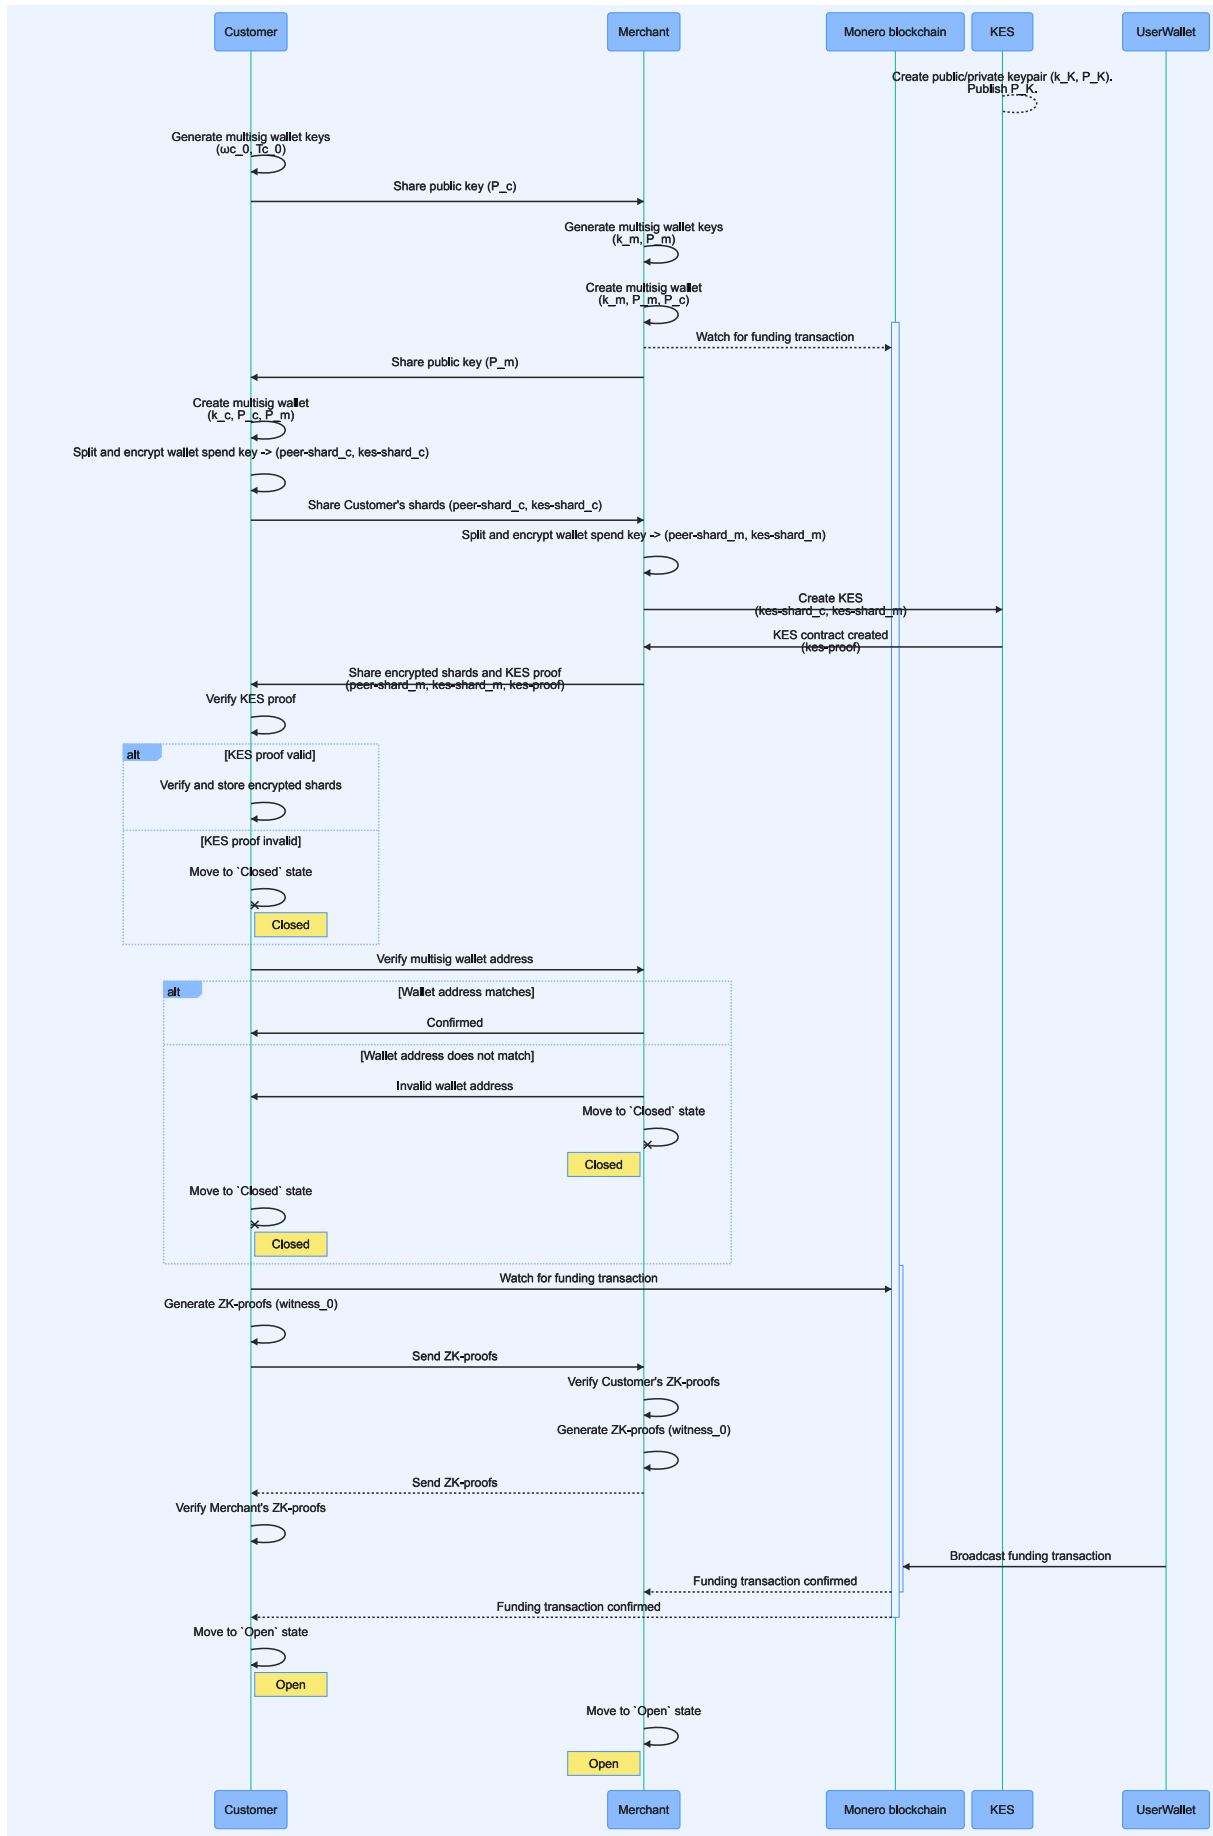 Customer
Merchant
Monero blockchain
KES
UserWallet
Create public/private keypair (k_K, P_K).
Publish P_K.
Generate multisig wallet keys
(ωc_0, Tc_0)
Share public key (P_c)
Generate multisig wallet keys
(k_m, P_m)
Create multisig wallet
(k_m, P_m, P_c)
Watch for funding transaction
Share public key (P_m)
Create multisig wallet
(k_c, P_c, P_m)
Split and encrypt wallet spend key -> (peer-shard_c, kes-shard_c)
Share Customer's shards (peer-shard_c, kes-shard_c)
Split and encrypt wallet spend key -> (peer-shard_m, kes-shard_m)
Create KES
(kes-shard_c, kes-shard_m)
KES contract created
(kes-proof)
Share encrypted shards and KES proof
(peer-shard_m, kes-shard_m, kes-proof)
Verify KES proof
alt
[KES proof valid]
Verify and store encrypted shards
[KES proof invalid]
Move to `Closed` state
Closed
Verify multisig wallet address
alt
[Wallet address matches]
Confirmed
[Wallet address does not match]
Invalid wallet address
Move to `Closed` state
Closed
Move to `Closed` state
Closed
Watch for funding transaction
Generate ZK-proofs (witness_0)
Send ZK-proofs
Verify Customer's ZK-proofs
Generate ZK-proofs (witness_0)
Send ZK-proofs
Verify Merchant's ZK-proofs
Broadcast funding transaction
Funding transaction confirmed
Funding transaction confirmed
Move to `Open` state
Open
Move to `Open` state
Open
Customer
Merchant
Monero blockchain
KES
UserWallet